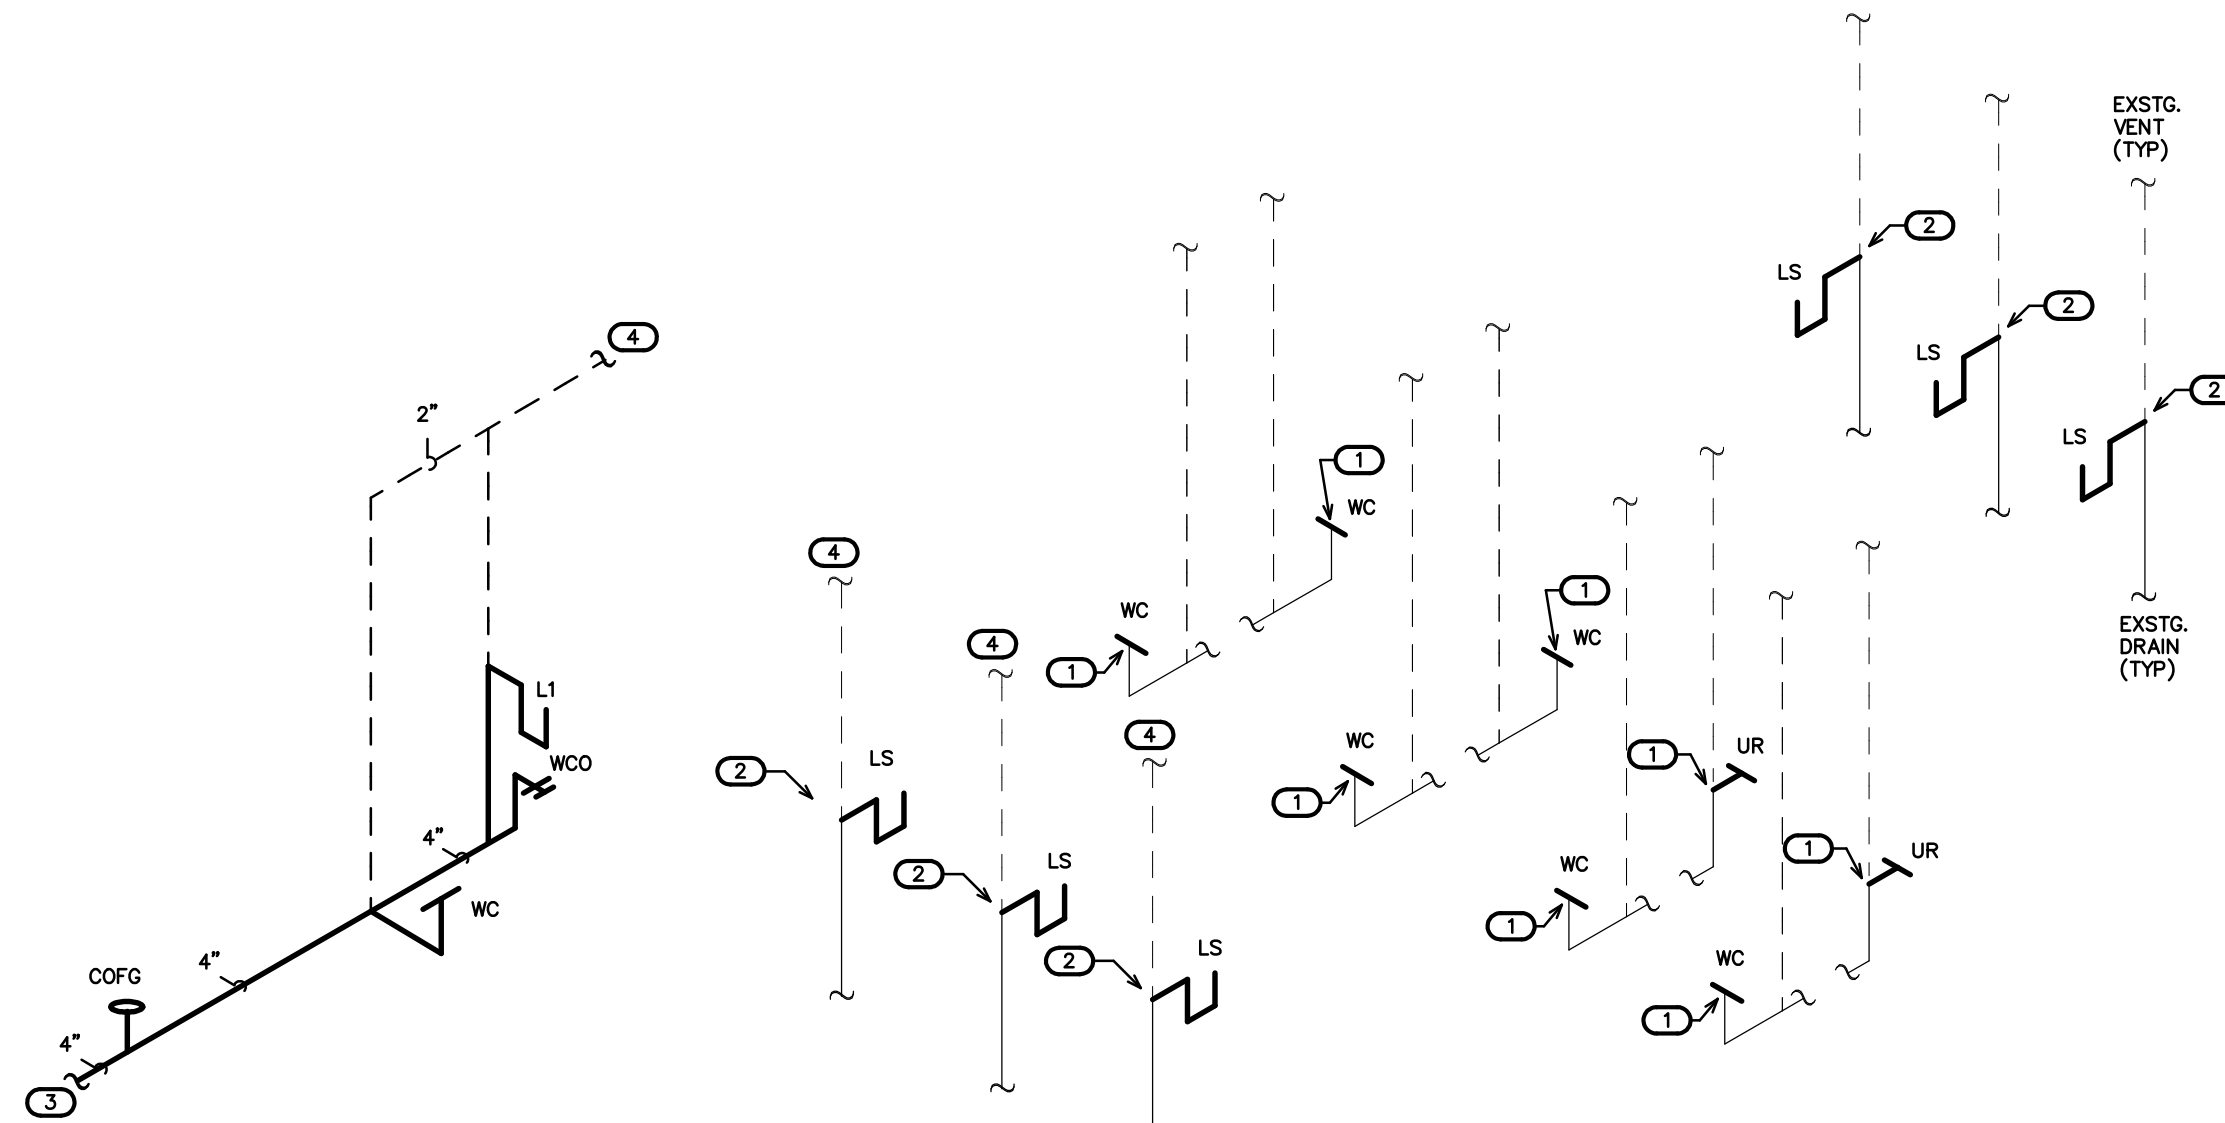 EXSTG.
VENT
(TYP)
2
LS
2
LS
2
LS
4
2”
1
WC
4
1
WC
WC
1
4
EXSTG.
DRAIN
(TYP)
L1
4
WC
1
1
UR
WCO
2
LS
4”
1
UR
2
LS
WC
1
WC
2
LS
WC
1
4”
COFG
4”
3